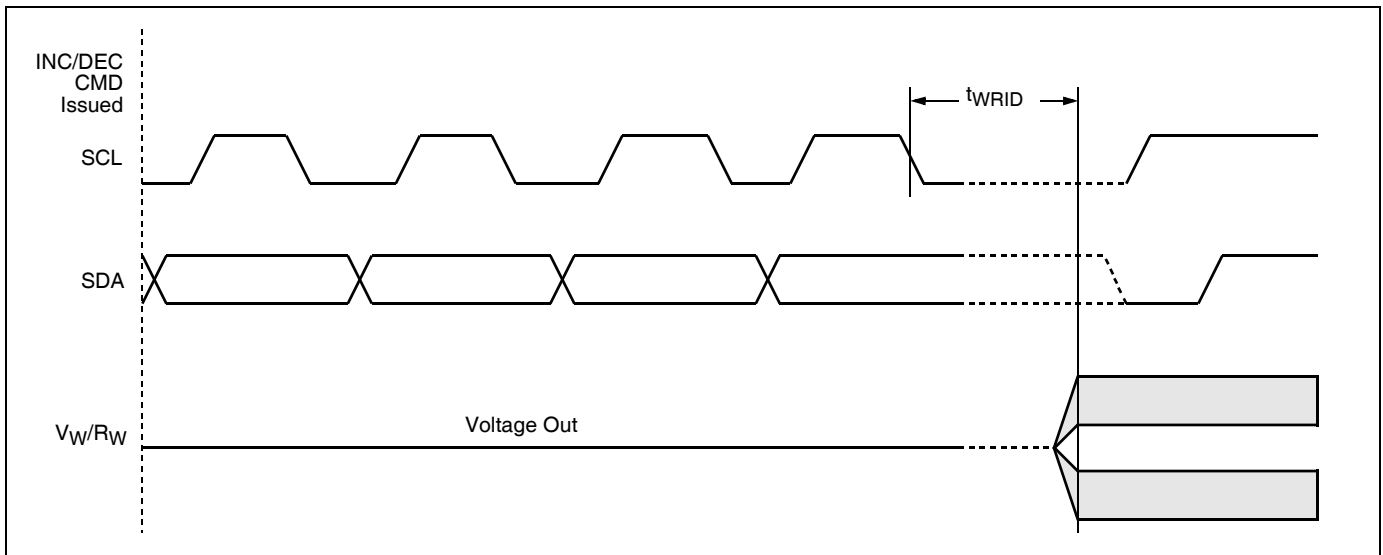 INC/DEC
CMD
Issued
tWRID
SCL
SDA
Voltage Out
VW/RW